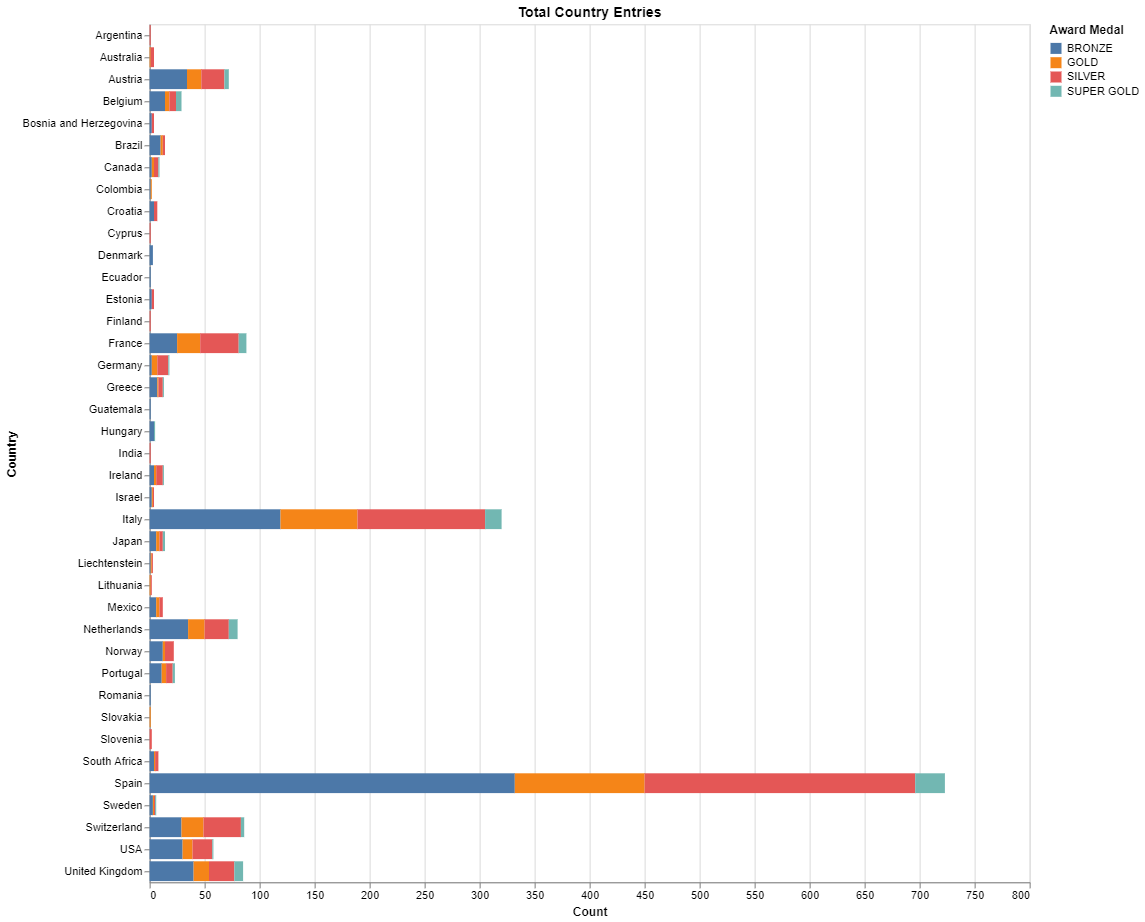 Total Country Entries
Award Medal
BRONZE
GOLD
SILVER
SUPER GOLD
Country
Argentina
Australia
Austria
Belgium
Bosnia and Herzegovina
Brazil
Canada
Colombia
Croatia
Cyprus
Denmark
Ecuador
Estonia
Finland
France
Germany
Greece
Guatemala
Hungary
India
Ireland
Israel
Italy
Japan
Liechtenstein
Lithuania
Mexico
Netherlands
Norway
Portugal
Romania
Slovakia
Slovenia
South Africa
Spain
Sweden
Switzerland
USA
United Kingdom
0 50 100 150 200 250 300 350 400 450 500 550 600 650 700 750 800
Count